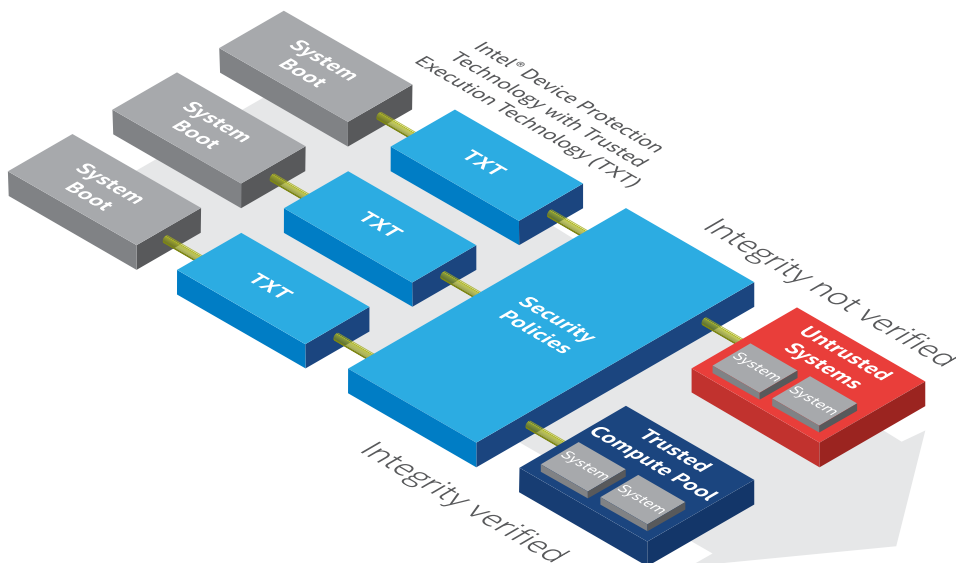 System
Boot
System
Boot
System
Boot
Intel® Device Protection
Technology with Trusted
Execution Technology (TXT)
TXT
TXT
TXT
Security
Policies
Integrity not verified
Untrusted
Systems
System
System
Integrity verified
Trusted
Compute Pool
System
System